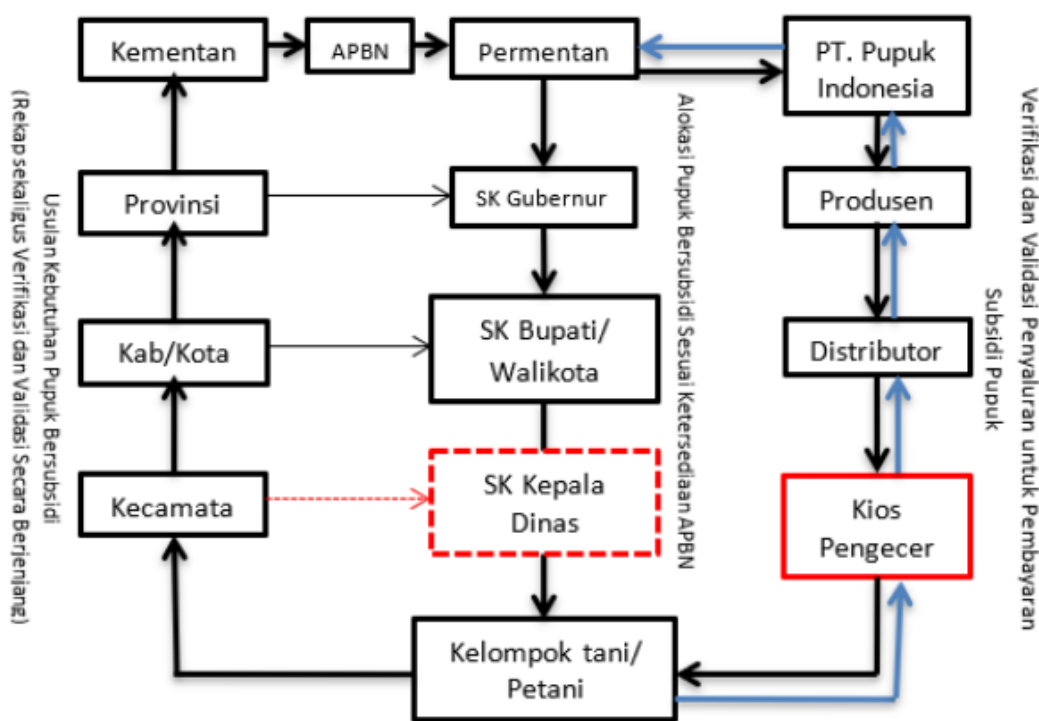 Kementan
APBN
Permentan
PT. Pupuk
Indonesia
Provinsi
SK Gubernur
Produsen
Kab/Kota
SK Bupati/
Walikota
Distributor
Kecamata
SK Kepala
Dinas
Kios
Pengecer
Kelompok tani/
Petani
Usulan Kebutuhan Pupuk Bersubsidi
(Rekap sekaligus Verifikasi dan Validasi Secara Berjenjang)
Alokasi Pupuk Bersubsidi Sesuai Ketersediaan APBN
Verifikasi dan Validasi Penyaluran untuk Pembayaran
Subsidi Pupuk